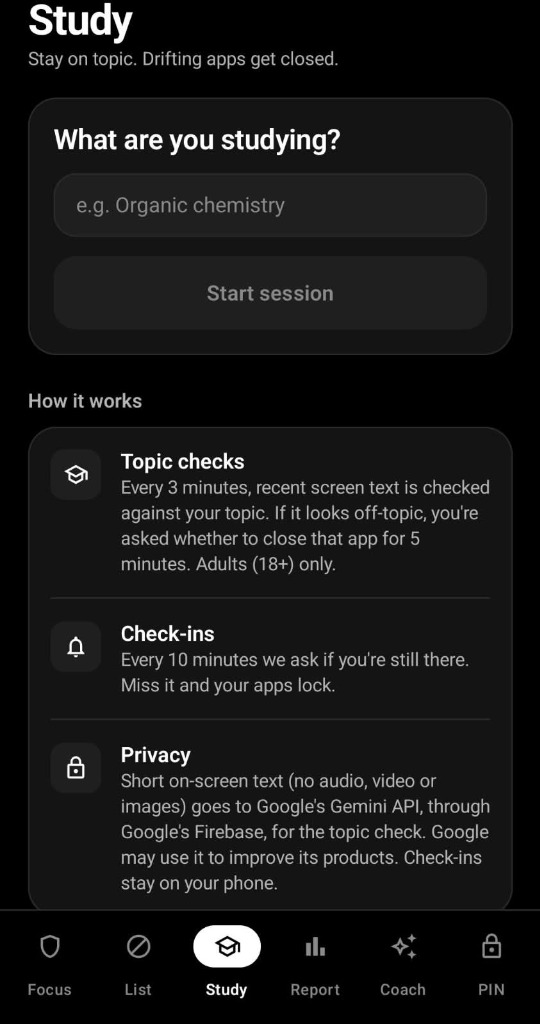 Study
Stay on topic. Drifting apps get closed.
What are you studying?
e.g. Organic chemistry
Start session
How it works
Topic checks
Every 3 minutes, recent screen text is checked
against your topic. If it looks off-topic, you're
asked whether to close that app for 5
minutes. Adults (18+) only.
Check-ins
Every 10 minutes we ask if you're still there.
Miss it and your apps lock.
Privacy
Short on-screen text (no audio, video or
images) goes to Google's Gemini API, through
Google's Firebase, for the topic check. Google
may use it to improve its products. Check-ins
stay on your phone.
Focus
List
Study
Report
Coach
PIN